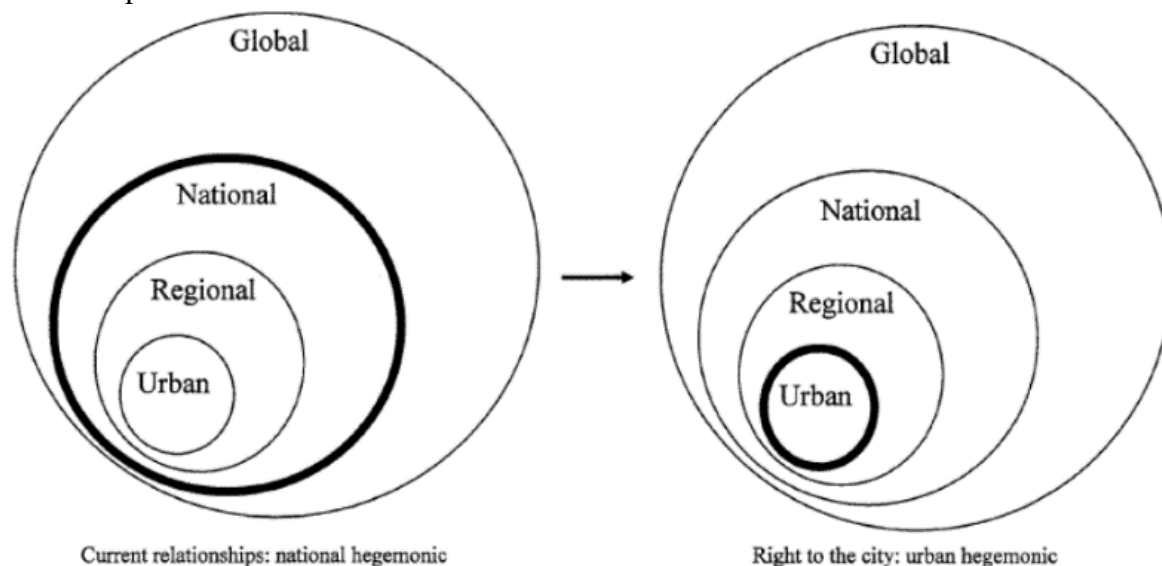 Global
National
Regional
Urban
Current relationships: national hegemonic
Global
National
Regional
Urban
Right to the city: urban hegemonic